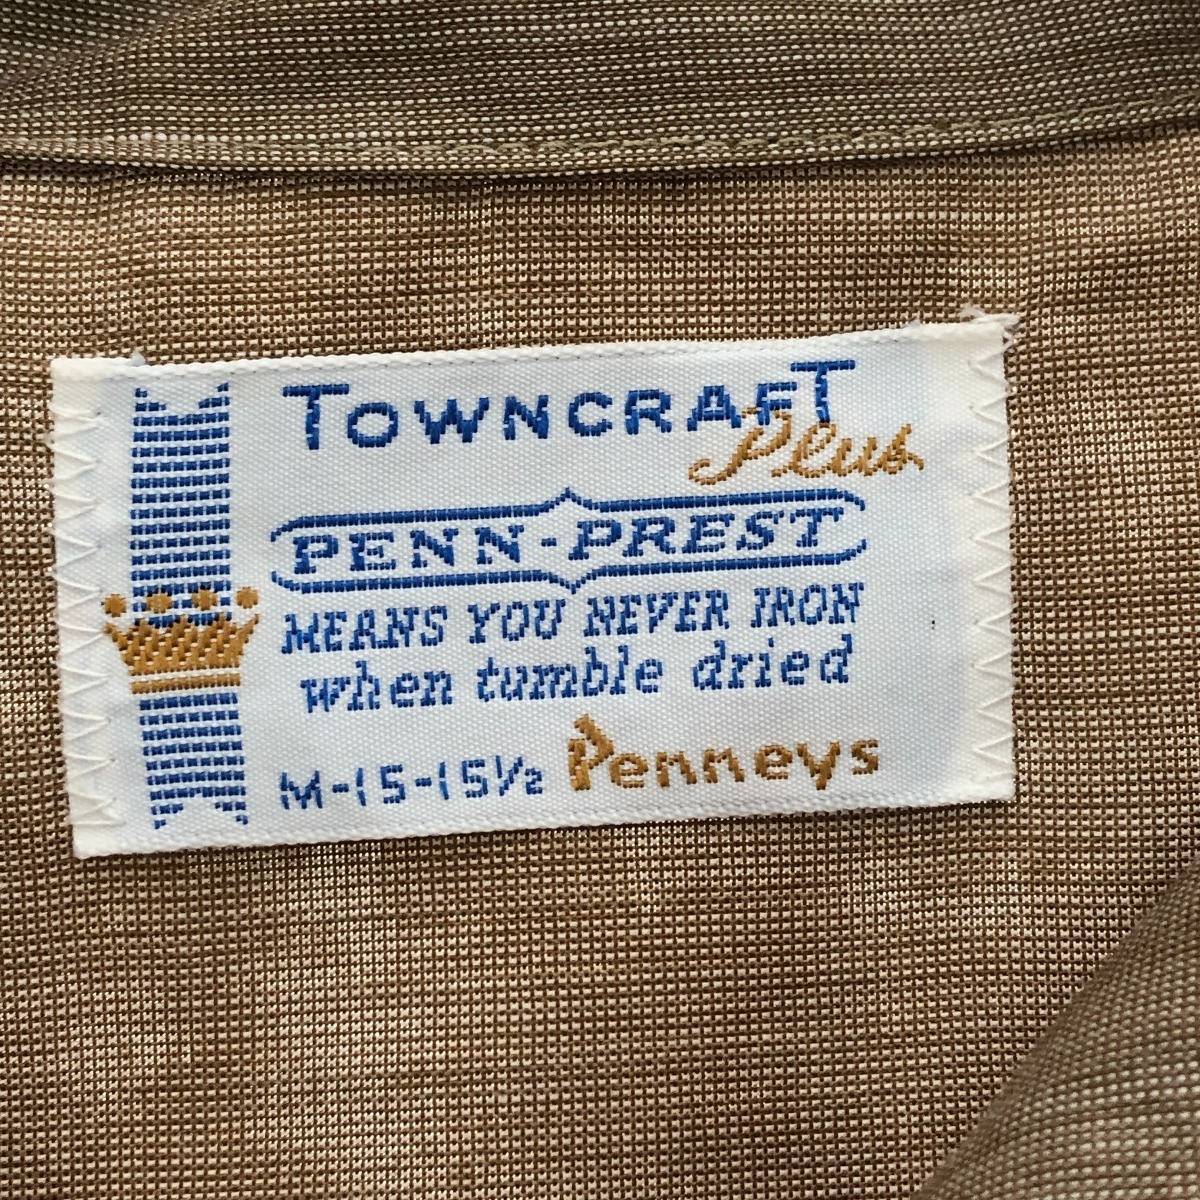 TOWNCRAFT
Plus
PENN-PREST
MEANS YOU NEVER IRON
when tumble dried
M-15-15½ Penneys